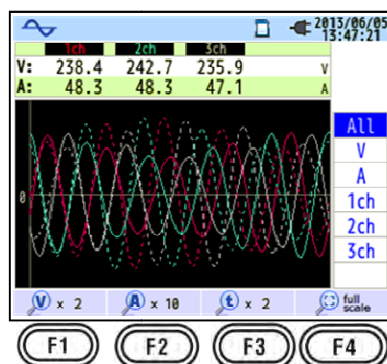 2013/06/05
13:47:21
1ch 2ch 3ch
V: 238.4 242.7 235.9 V
A: 48.3 48.3 47.1 A
0
All
V
A
1ch
2ch
3ch
V x 2 A x 10 t x 2 full scale
F1 F2 F3 F4